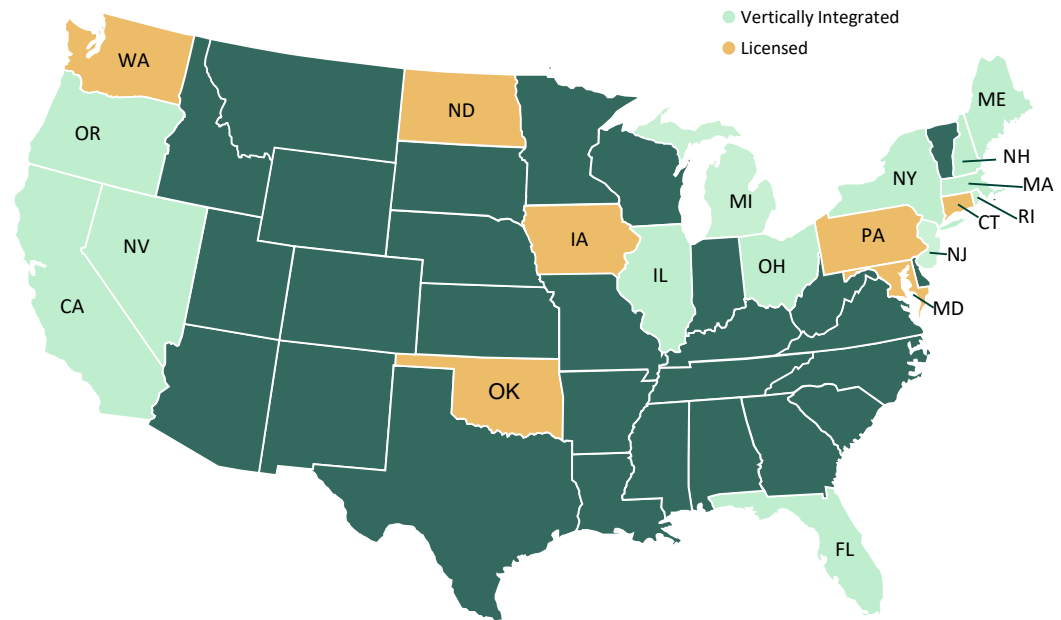 Vertically Integrated
Licensed
WA
ME
ND
OR
NH
NY
MA
MI
RI
CT
PA
IA
NV
NJ
OH
IL
CA
MD
OK
FL